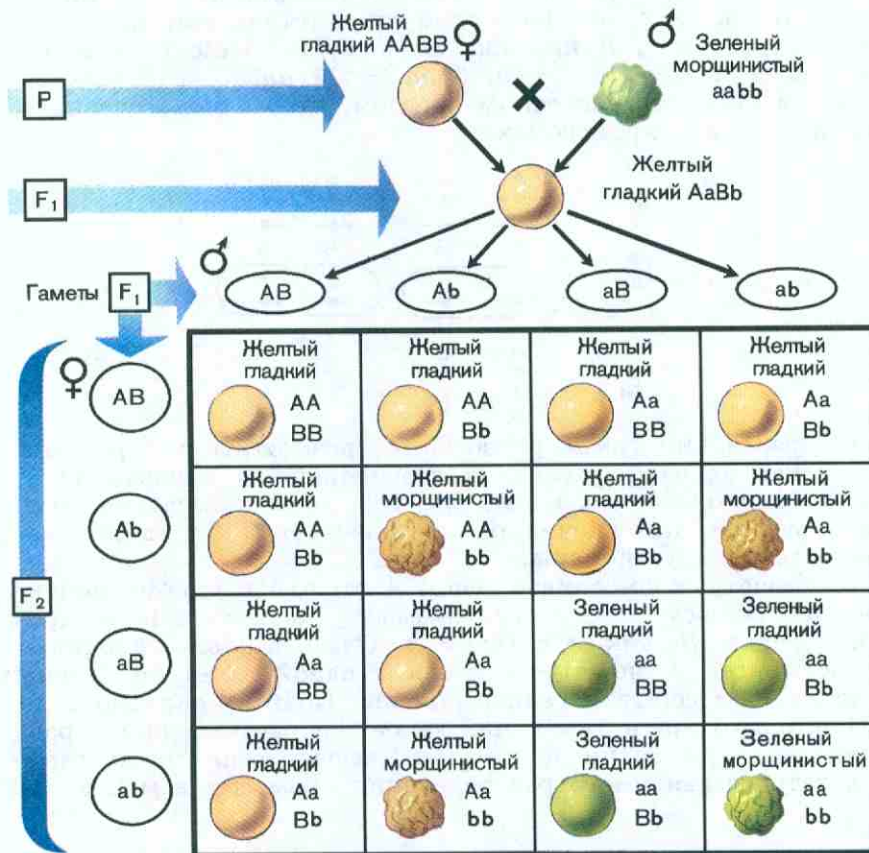 Желтый
гладкий AABB ♀
♂
Зеленый
морщинистый
aabb
P
×
F₁
Желтый
гладкий AaBb
Гаметы F₁
♂
AB
Ab
aB
ab
F₂
♀
AB
Желтый
гладкий
AA
BB
Желтый
гладкий
AA
Bb
Желтый
гладкий
Aa
BB
Желтый
гладкий
Aa
Bb
Ab
Желтый
гладкий
AA
Bb
Желтый
морщинистый
AA
bb
Желтый
гладкий
Aa
Bb
Желтый
морщинистый
Aa
bb
aB
Желтый
гладкий
Aa
BB
Желтый
гладкий
Aa
Bb
Зеленый
гладкий
aa
BB
Зеленый
гладкий
aa
Bb
ab
Желтый
гладкий
Aa
Bb
Желтый
морщинистый
Aa
bb
Зеленый
гладкий
aa
Bb
Зеленый
морщинистый
aa
bb